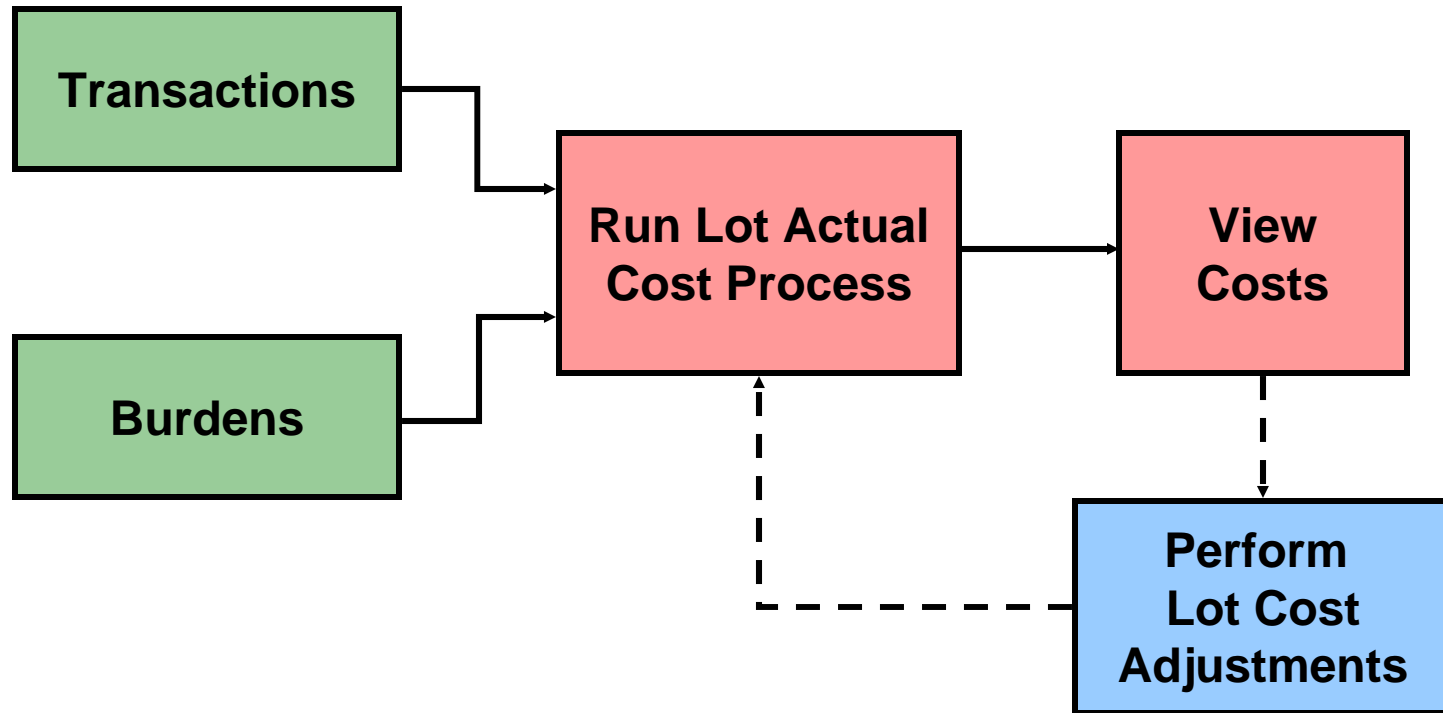 Transactions
Run Lot Actual
Cost Process
View
Costs
Burdens
Perform
Lot Cost
Adjustments